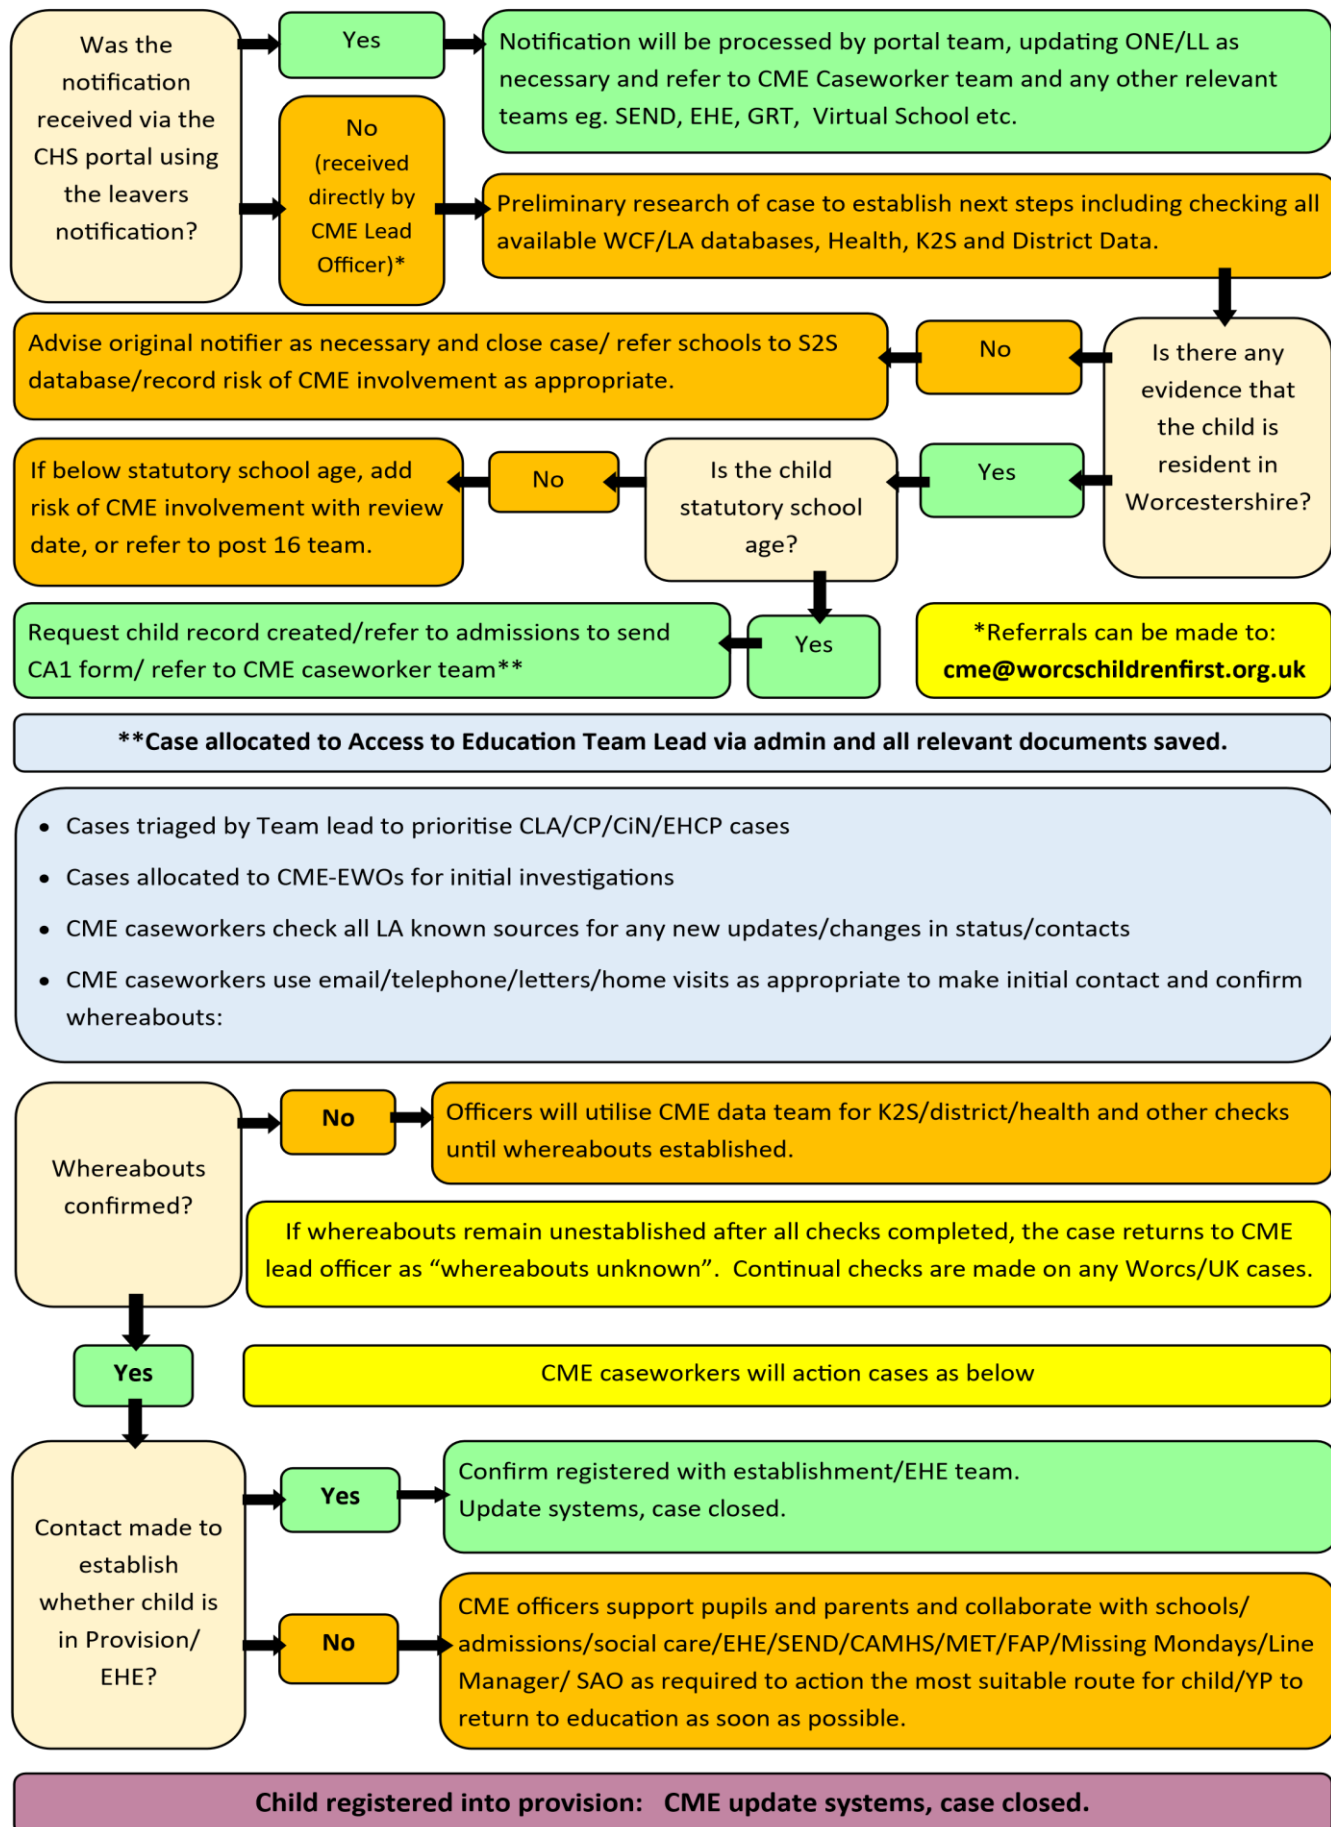 Was the
notification
received via the
CHS portal using
the leavers
notification?
Yes
Notification will be processed by portal team, updating ONE/LL as
necessary and refer to CME Caseworker team and any other relevant
teams eg. SEND, EHE, GRT, Virtual School etc.
No
(received
directly by
CME Lead
Officer)*
Preliminary research of case to establish next steps including checking all
available WCF/LA databases, Health, K2S and District Data.
Is there any
evidence that
the child is
resident in
Worcestershire?
No
Advise original notifier as necessary and close case/ refer schools to S2S
database/record risk of CME involvement as appropriate.
Yes
Is the child
statutory school
age?
No
If below statutory school age, add
risk of CME involvement with review
date, or refer to post 16 team.
Yes
Request child record created/refer to admissions to send
CA1 form/ refer to CME caseworker team**
*Referrals can be made to:
cme@worcschildrenfirst.org.uk
**Case allocated to Access to Education Team Lead via admin and all relevant documents saved.
• Cases triaged by Team lead to prioritise CLA/CP/CiN/EHCP cases
• Cases allocated to CME-EWOs for initial investigations
• CME caseworkers check all LA known sources for any new updates/changes in status/contacts
• CME caseworkers use email/telephone/letters/home visits as appropriate to make initial contact and confirm
whereabouts:
Whereabouts
confirmed?
No
Officers will utilise CME data team for K2S/district/health and other checks
until whereabouts established.
If whereabouts remain unestablished after all checks completed, the case returns to CME
lead officer as “whereabouts unknown”. Continual checks are made on any Worcs/UK cases.
Yes
CME caseworkers will action cases as below
Contact made to
establish
whether child is
in Provision/
EHE?
Yes
Confirm registered with establishment/EHE team.
Update systems, case closed.
No
CME officers support pupils and parents and collaborate with schools/
admissions/social care/EHE/SEND/CAMHS/MET/FAP/Missing Mondays/Line
Manager/ SAO as required to action the most suitable route for child/YP to
return to education as soon as possible.
Child registered into provision: CME update systems, case closed.